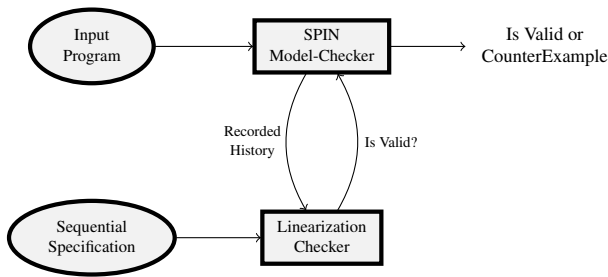 Input
Program
SPIN
Model-Checker
Is Valid or
CounterExample
Recorded
History
Is Valid?
Sequential
Specification
Linearization
Checker